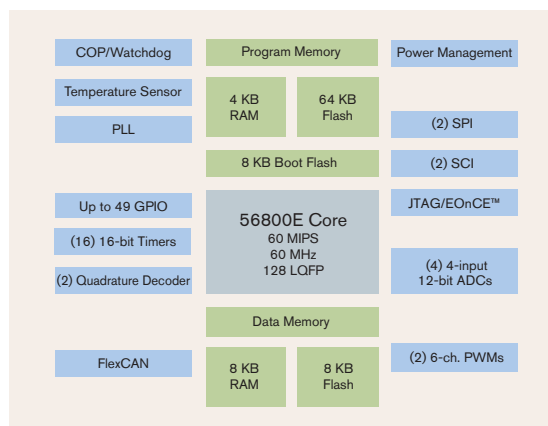 COP/Watchdog
Temperature Sensor
PLL
Up to 49 GPIO
(16) 16-bit Timers
(2) Quadrature Decoder
FlexCAN
Program Memory
4 KB
RAM
64 KB
Flash
8 KB Boot Flash
56800E Core
60 MIPS
60 MHz
128 LQFP
Data Memory
8 KB
RAM
8 KB
Flash
Power Management
(2) SPI
(2) SCI
JTAG/EOnCE™
(4) 4-input
12-bit ADCs
(2) 6-ch. PWMs